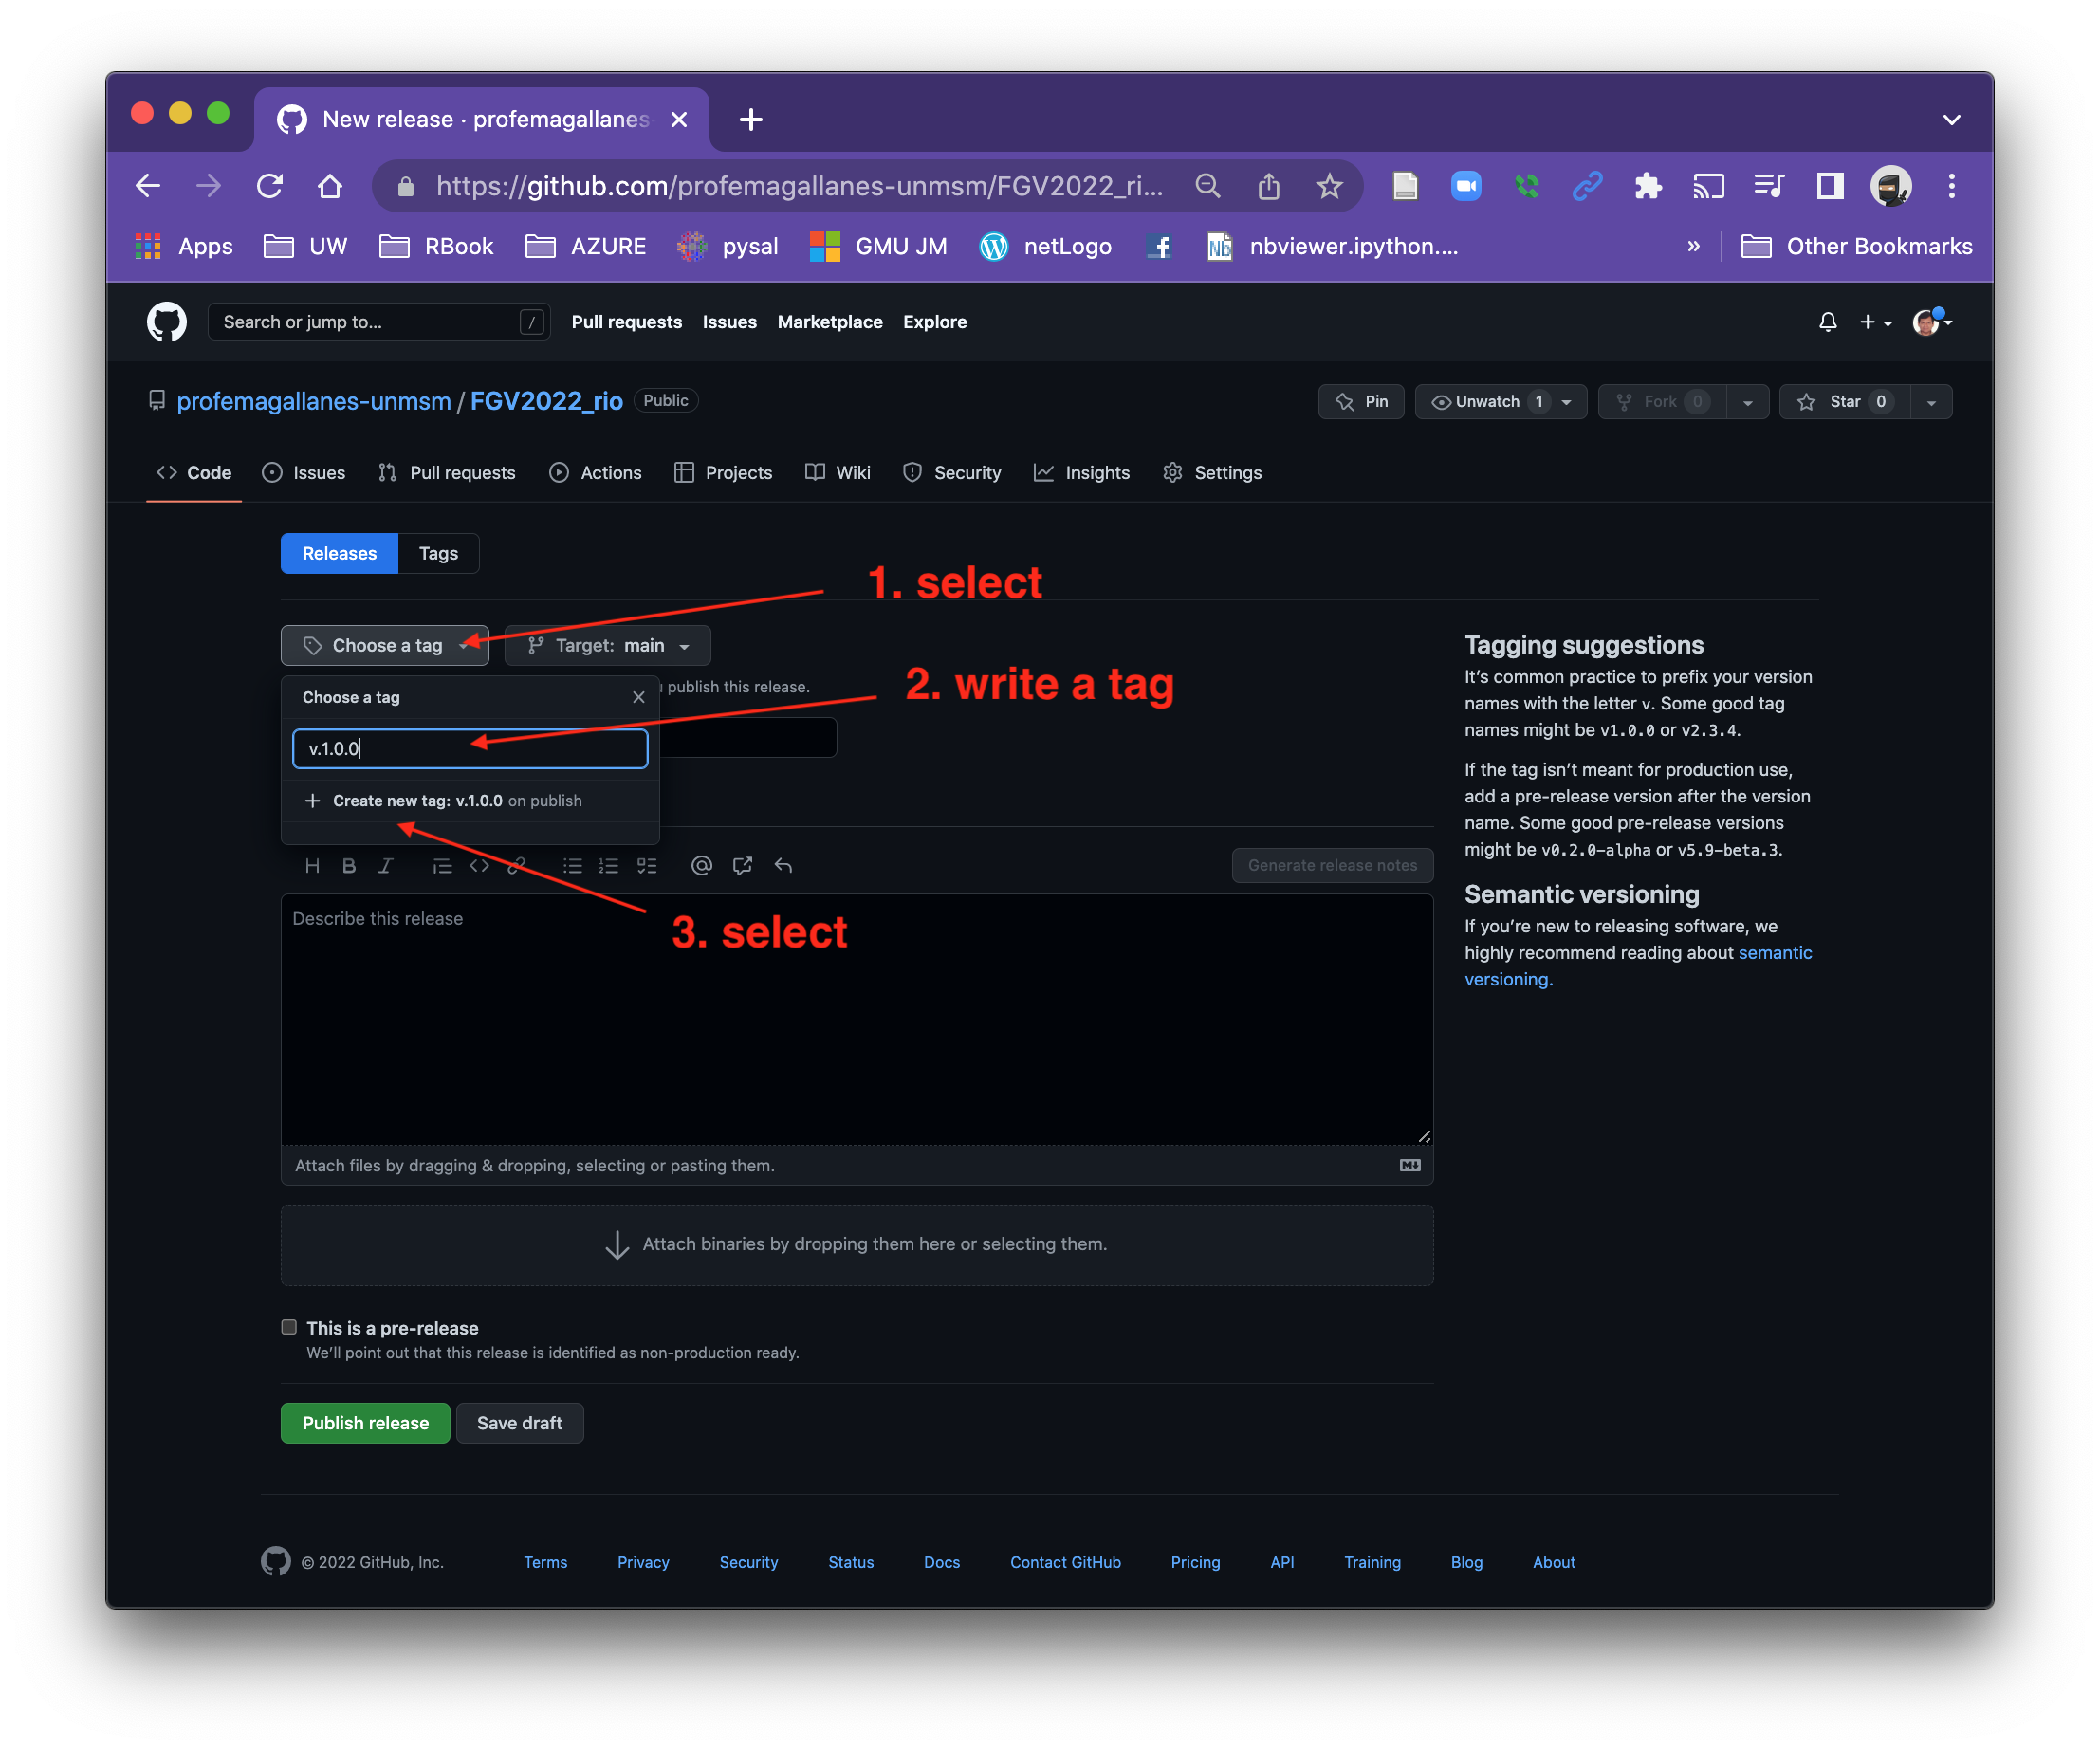 New release · profemagallanes
https://github.com/profemagallanes-unmsm/FGV2022_ri...
Apps UW RBook AZURE pysal GMU JM netLogo nbviewer.ipython.... » Other Bookmarks
Search or jump to... / Pull requests Issues Marketplace Explore
profemagallanes-unmsm / FGV2022_rio Public Pin Unwatch 1 Fork 0 Star 0
Code Issues Pull requests Actions Projects Wiki Security Insights Settings
Releases Tags
1. select
Choose a tag Target: main
2. write a tag
Choose a tag
publish this release.
v.1.0.0
Create new tag: v.1.0.0 on publish
Generate release notes
3. select
Describe this release
Attach files by dragging & dropping, selecting or pasting them.
Attach binaries by dropping them here or selecting them.
This is a pre-release
We'll point out that this release is identified as non-production ready.
Publish release Save draft
Tagging suggestions
It's common practice to prefix your version
names with the letter v. Some good tag
names might be v1.0.0 or v2.3.4.
If the tag isn't meant for production use,
add a pre-release version after the version
name. Some good pre-release versions
might be v0.2.0-alpha or v5.9-beta.3.
Semantic versioning
If you're new to releasing software, we
highly recommend reading about semantic
versioning.
© 2022 GitHub, Inc. Terms Privacy Security Status Docs Contact GitHub Pricing API Training Blog About